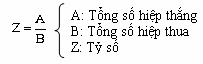 Z = A/B
A: Tổng số hiệp thắng
B: Tổng số hiệp thua
Z: Tỷ số